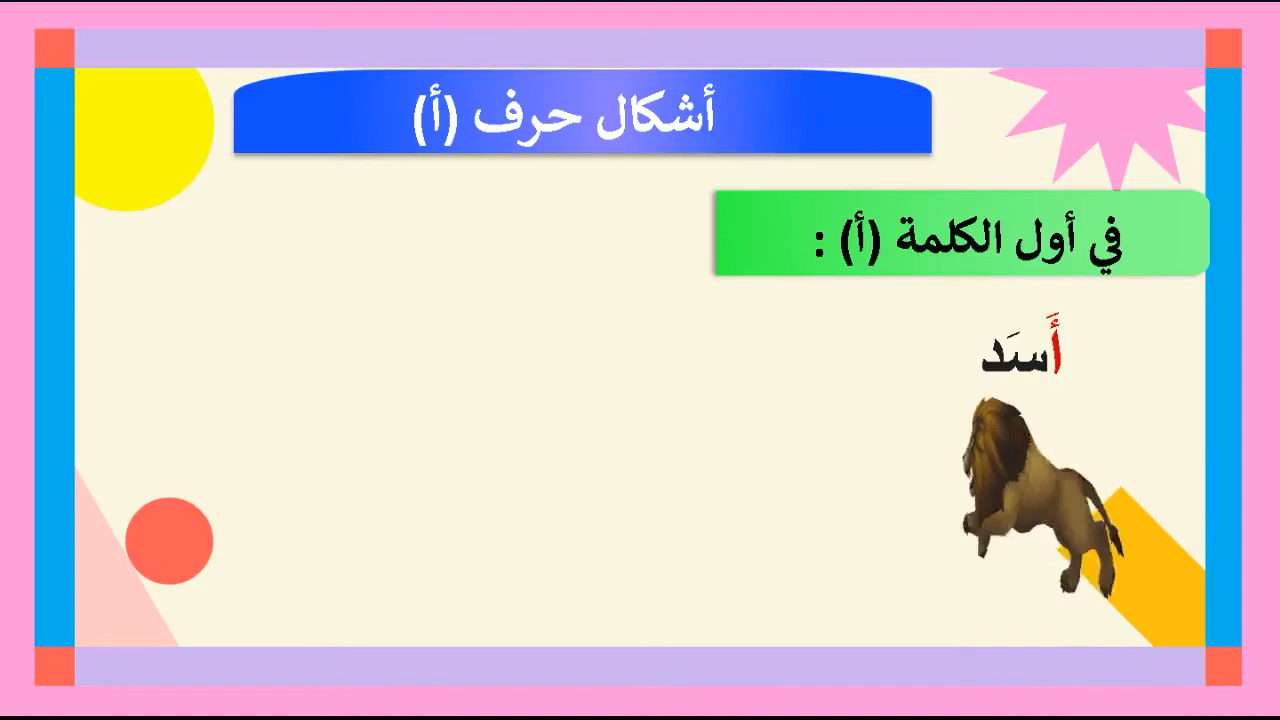 أشكال حرف (أ)
في أول الكلمة (أ) :
أَسَد